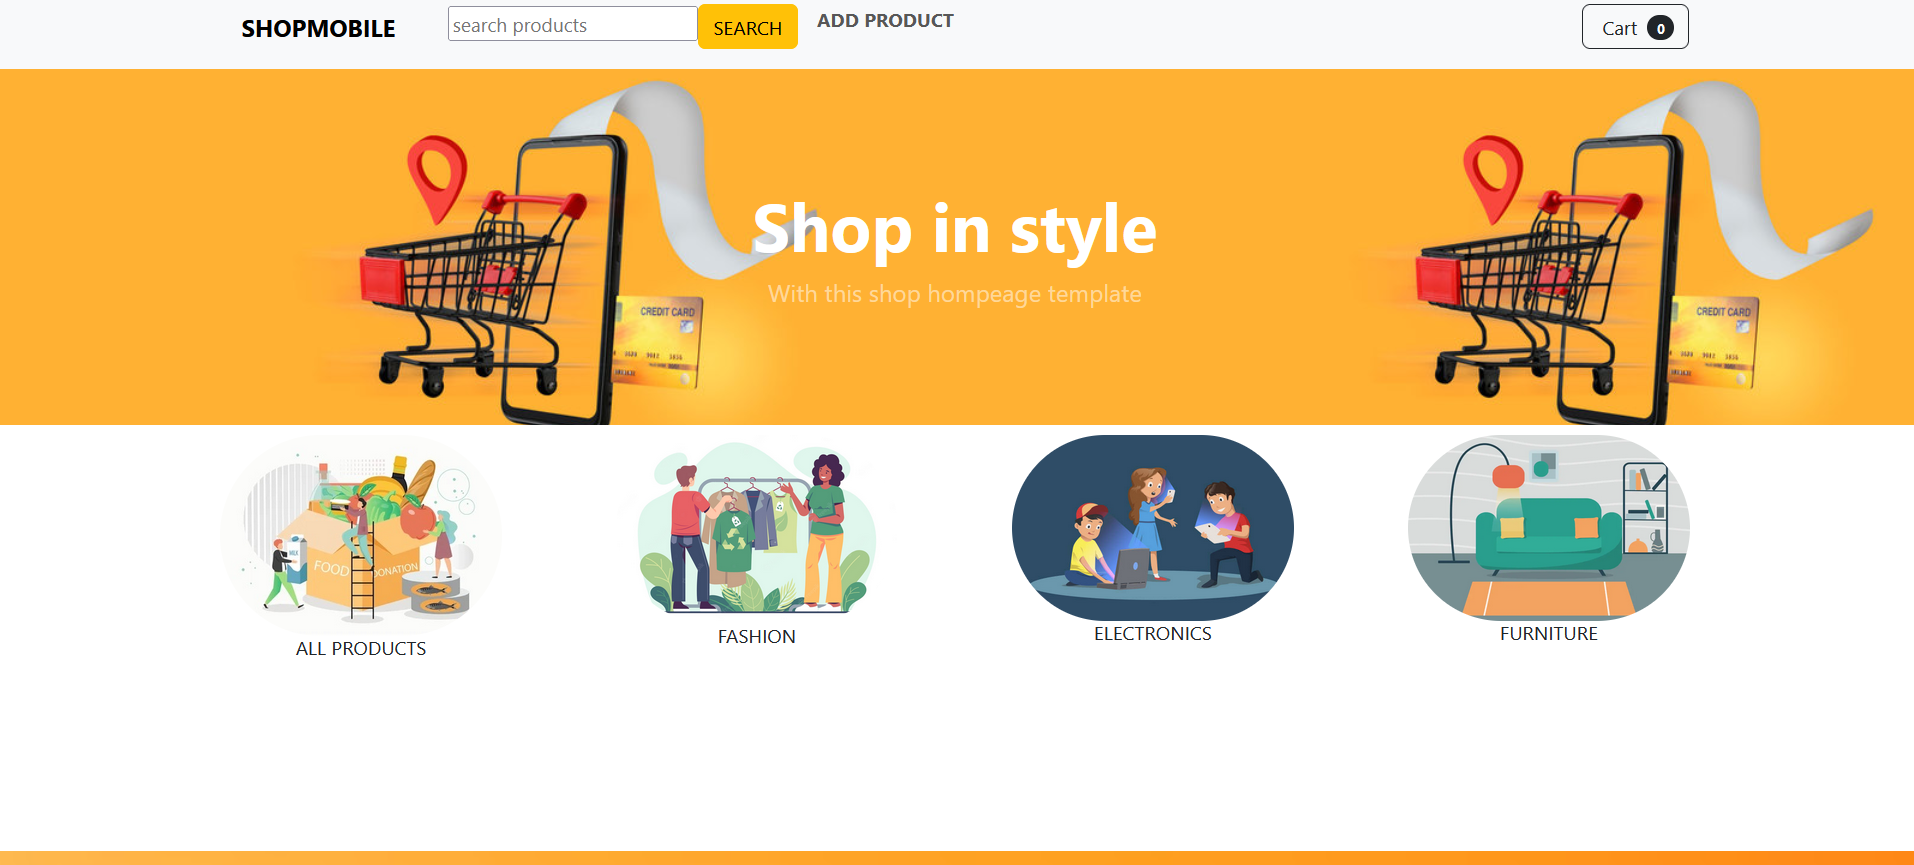 SHOPMOBILE
search products
SEARCH
ADD PRODUCT
Cart 0
Shop in style
With this shop hompeage template
CREDIT CARD
CREDIT CARD
MILK
FOOD
DONATION
ALL PRODUCTS
FASHION
ELECTRONICS
FURNITURE